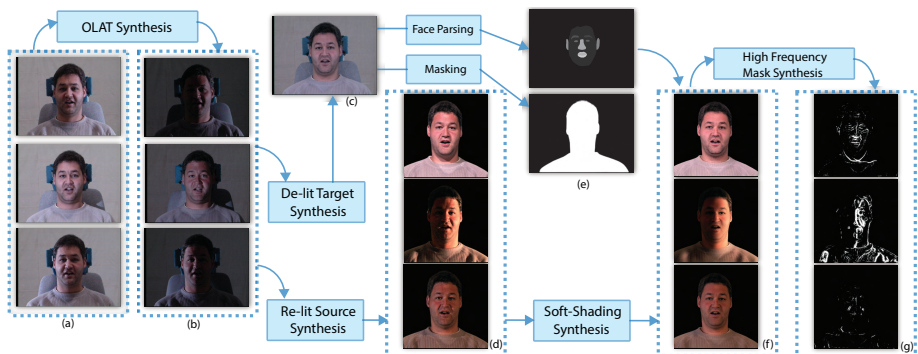 OLAT Synthesis
Face Parsing
Masking
High Frequency
Mask Synthesis
(c)
De-lit Target
Synthesis
(e)
Re-lit Source
Synthesis
Soft-Shading
Synthesis
(a)
(b)
(d)
(f)
(g)